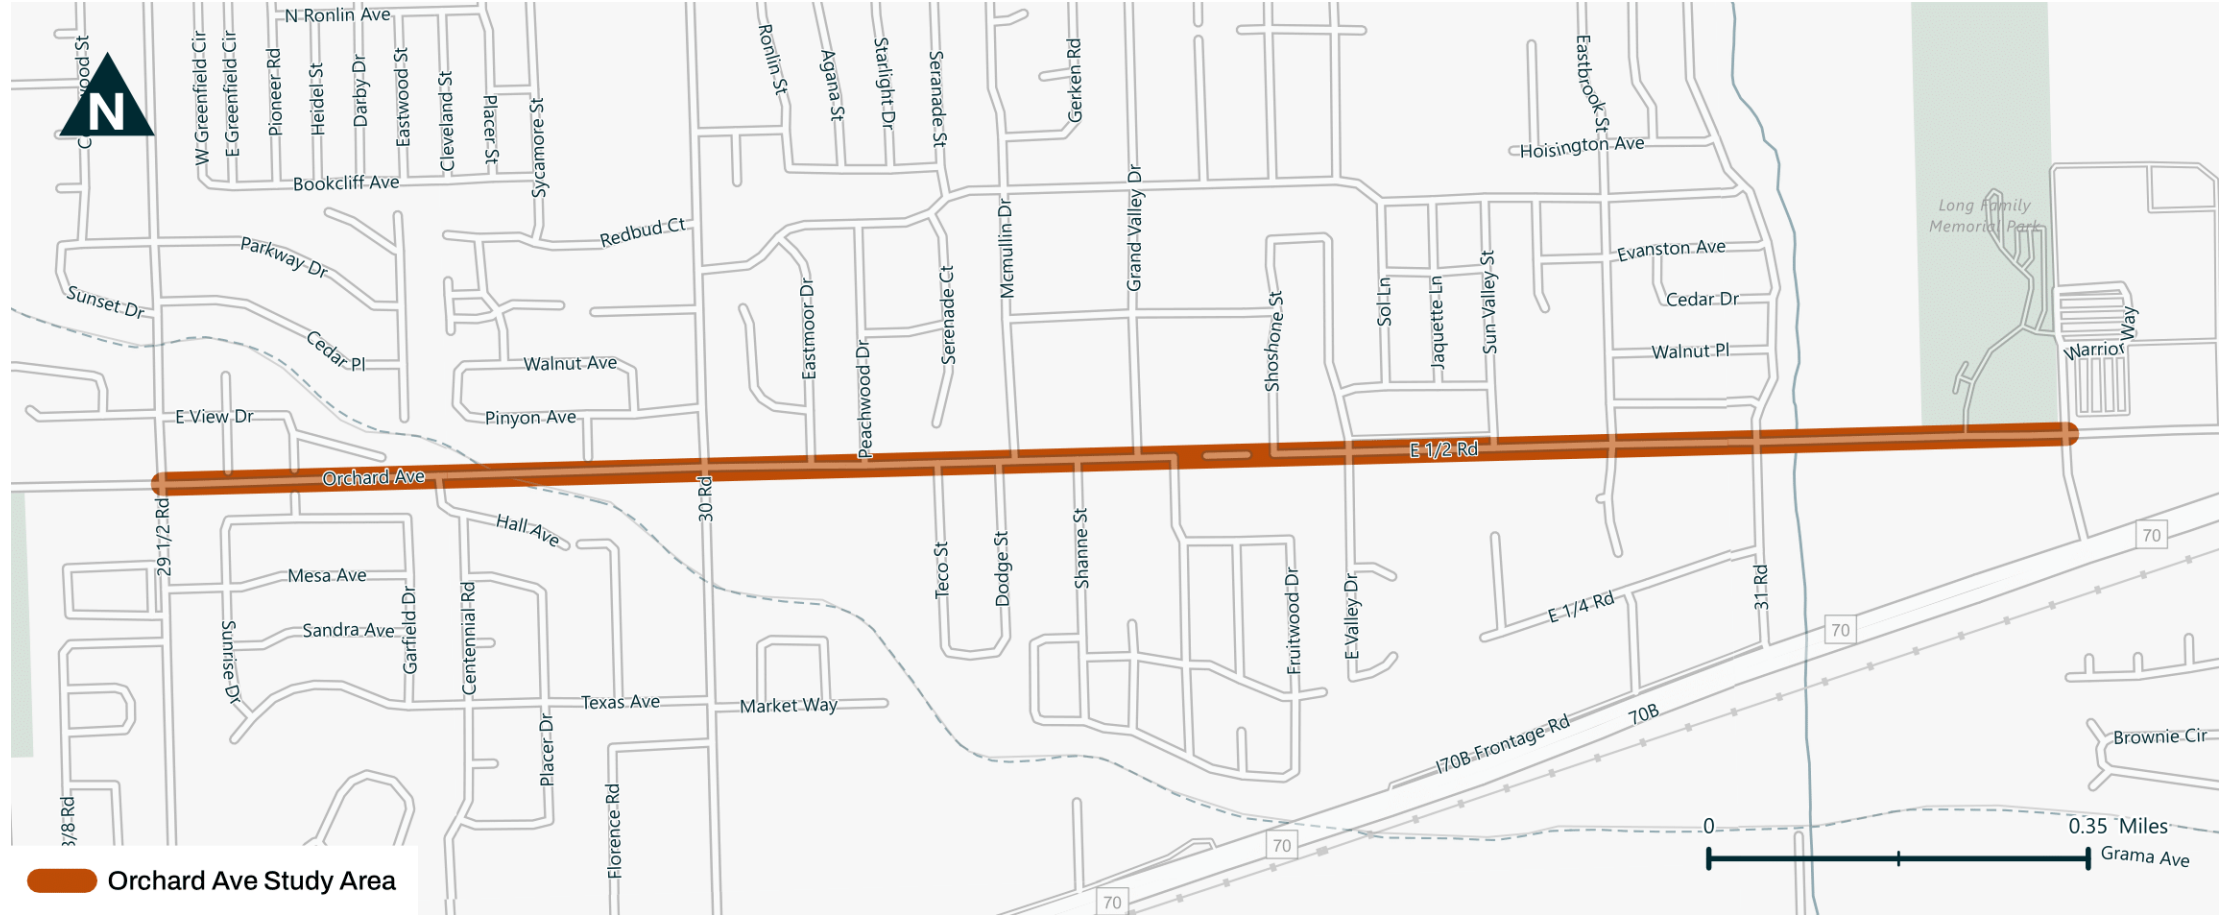 N Ronlin Ave
N
W Greenfield Cir
E Greenfield Cir
Pioneer Rd
Heidel St
Darby Dr
Eastwood St
Cleveland St
Placer St
Sycamore St
Ronlin St
Agana St
Starlight Dr
Seranade St
Gerken Rd
Eastbrook St
Hoisington Ave
Bookcliff Ave
Redbud Ct
Parkway Dr
Sunset Dr
Cedar Pl
Mcmullin Dr
Grand Valley Dr
Long Family
Memorial Park
Evanston Ave
Cedar Dr
Walnut Pl
Warrior Way
Eastmoor Dr
Peachwood Dr
Serenade Ct
Shoshone St
Sol Ln
Jaquette Ln
Sun Valley St
Walnut Ave
Pinyon Ave
E View Dr
Orchard Ave
E 1/2 Rd
29 1/2 Rd
30 Rd
Hall Ave
Mesa Ave
Sandra Ave
Sunrise Dr
Garfield Dr
Centennial Rd
Texas Ave
Market Way
Placer Dr
Florence Rd
Teco St
Dodge St
Shanne St
Fruitwood Dr
E Valley Dr
E 1/4 Rd
31 Rd
70
70
I70B Frontage Rd
70B
70
70
Brownie Cir
3/8 Rd
0
0.35 Miles
Grama Ave
Orchard Ave Study Area